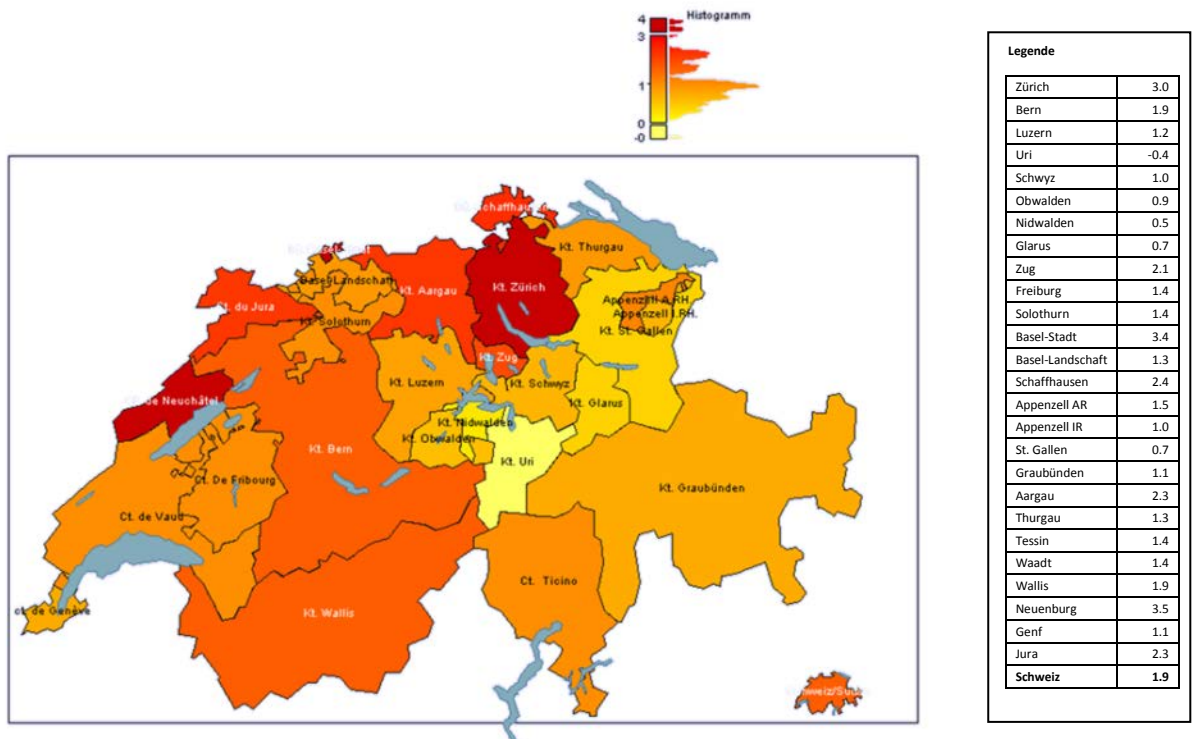 Histogramm
4
3
1
0
-0
Kt. Thurgau
Basel-Landschaft
Kt. Aargau
Kt. Zürich
Ct. du Jura
Appenzell A.RH.
Appenzell I.RH.
Kt. Solothurn
Kt. St. Gallen
Kt. Zug
Kt. Luzern
Kt. Schwyz
de Neuchâtel
Kt. Glarus
Kt. Nidwalden
Kt. Obwalden
Kt. Bern
Kt. Uri
Ct. De Fribourg
Kt. Graubünden
Ct. de Vaud
Ct. Ticino
ct. de Genève
Kt. Wallis
Legende
Zürich 3.0
Bern 1.9
Luzern 1.2
Uri -0.4
Schwyz 1.0
Obwalden 0.9
Nidwalden 0.5
Glarus 0.7
Zug 2.1
Freiburg 1.4
Solothurn 1.4
Basel-Stadt 3.4
Basel-Landschaft 1.3
Schaffhausen 2.4
Appenzell AR 1.5
Appenzell IR 1.0
St. Gallen 0.7
Graubünden 1.1
Aargau 2.3
Thurgau 1.3
Tessin 1.4
Waadt 1.4
Wallis 1.9
Neuenburg 3.5
Genf 1.1
Jura 2.3
Schweiz 1.9